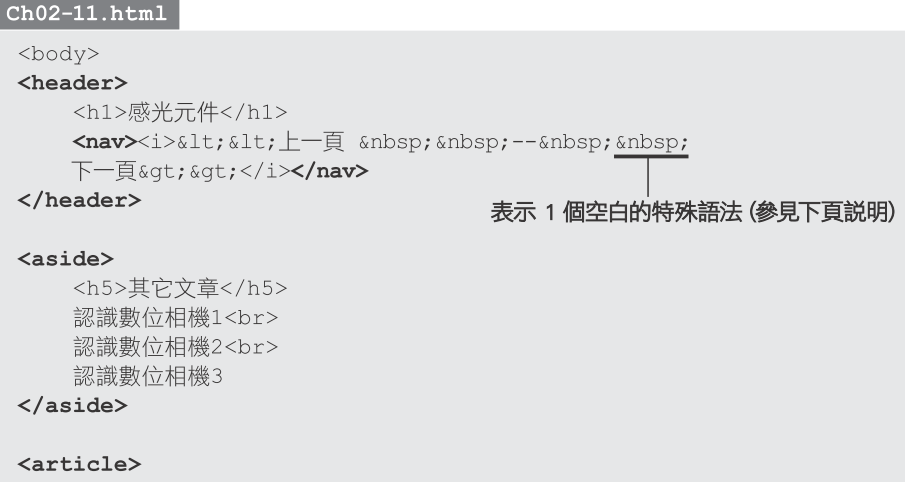 Ch02-11.html
<body>
<header>
<h1>感光元件</h1>
<nav><i>&lt;&lt;上一頁 &nbsp;&nbsp;--&nbsp;&nbsp;
下一頁&gt;&gt;</i></nav>
</header>
表示 1 個空白的特殊語法 (參見下頁説明)
<aside>
<h5>其它文章</h5>
認識數位相機1<br>
認識數位相機2<br>
認識數位相機3
</aside>
<article>